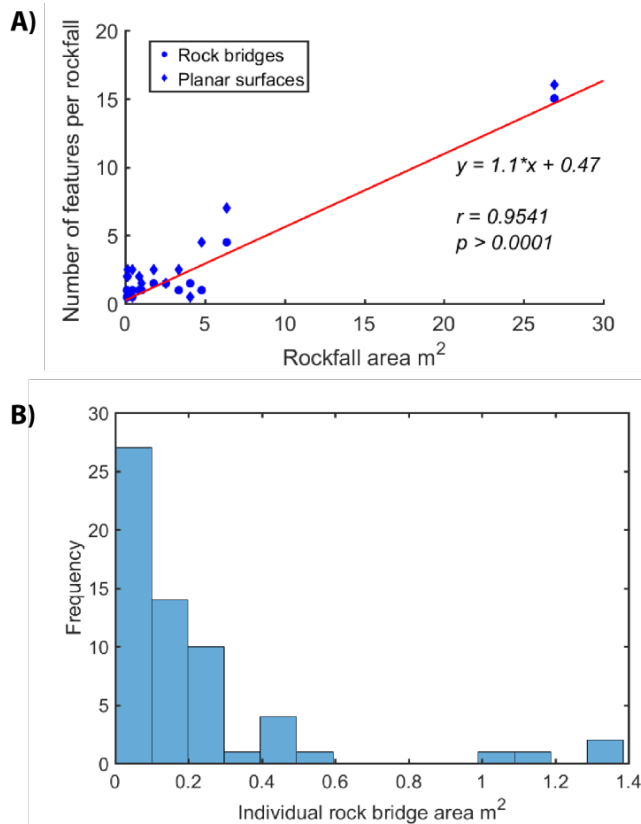 A)
Number of features per rockfall
20
15
10
5
0
Rock bridges
Planar surfaces
y = 1.1*x + 0.47
r = 0.9541
p > 0.0001
0 5 10 15 20 25 30
Rockfall area m²
B)
Frequency
30
25
20
15
10
5
0
0 0.2 0.4 0.6 0.8 1 1.2 1.4
Individual rock bridge area m²